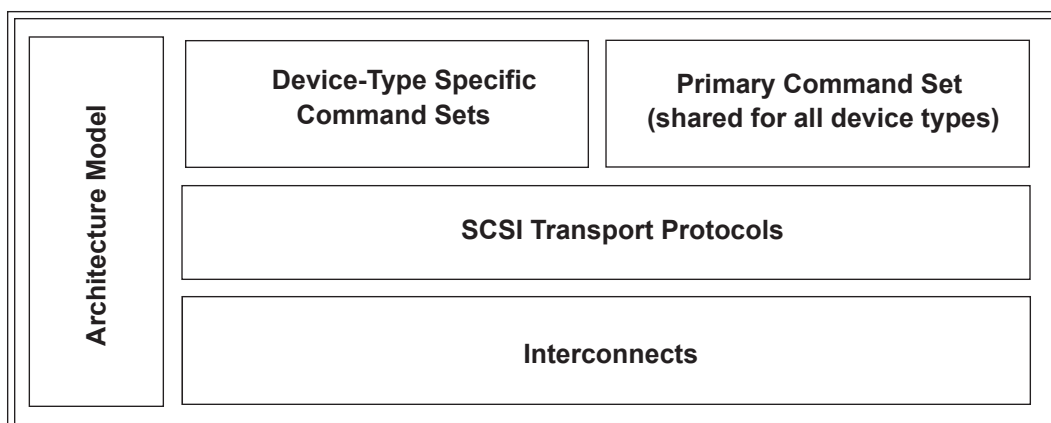 Architecture Model
Device-Type Specific
Command Sets
Primary Command Set
(shared for all device types)
SCSI Transport Protocols
Interconnects